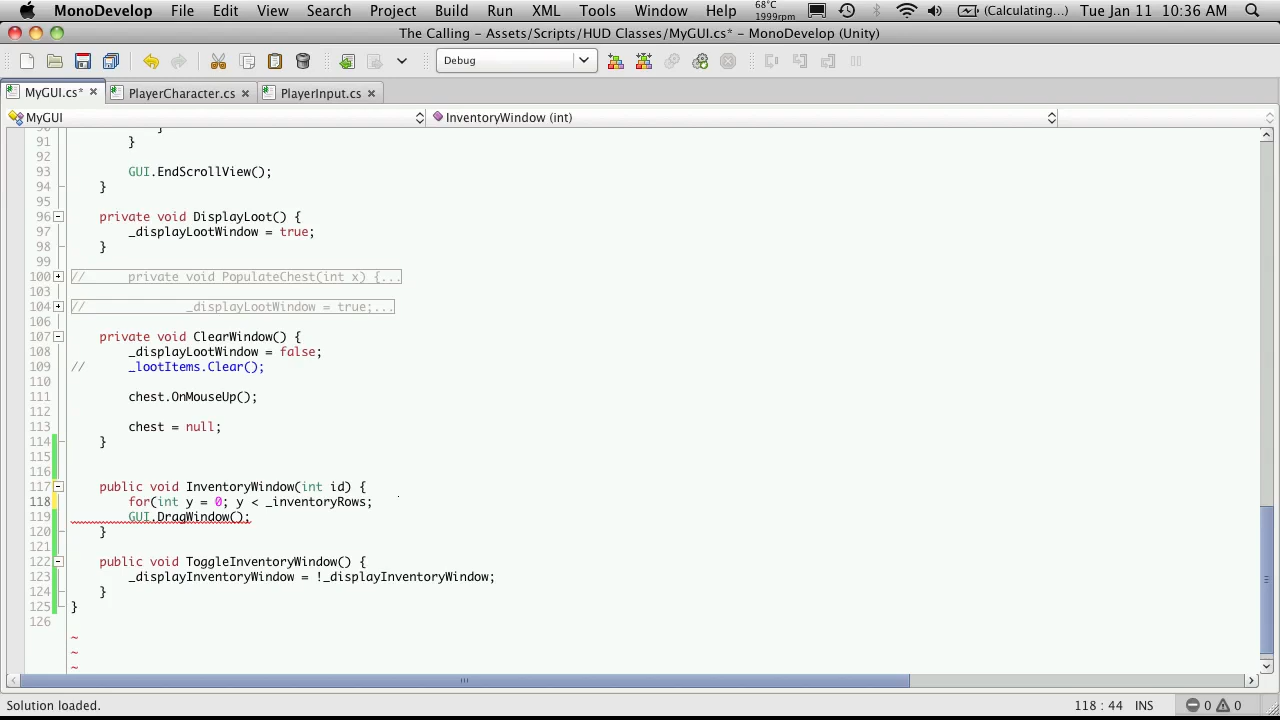 MonoDevelop File Edit View Search Project Build Run XML Tools Window Help 68°C 1999rpm (Calculating...) Tue Jan 11 10:36 AM
The Calling – Assets/Scripts/HUD Classes/MyGUI.cs* – MonoDevelop (Unity)
Debug
MyGUI.cs* PlayerCharacter.cs PlayerInput.cs
MyGUI InventoryWindow (int)
90 }
91 }
92
93 GUI.EndScrollView();
94 }
95
96 private void DisplayLoot() {
97 _displayLootWindow = true;
98 }
99
100 // private void PopulateChest(int x) {...
103
104 // _displayLootWindow = true;...
106
107 private void ClearWindow() {
108 _displayLootWindow = false;
109 // _lootItems.Clear();
110
111 chest.OnMouseUp();
112
113 chest = null;
114 }
115
116
117 public void InventoryWindow(int id) {
118 for(int y = 0; y < _inventoryRows;
119 GUI.DragWindow();
120 }
121
122 public void ToggleInventoryWindow() {
123 _displayInventoryWindow = !_displayInventoryWindow;
124 }
125 }
126
~
~
~
Solution loaded. 118 : 44 INS 0 0